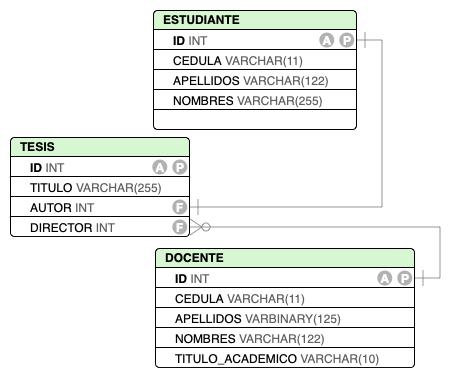 ESTUDIANTE
ID INT A P
CEDULA VARCHAR(11)
APELLIDOS VARCHAR(122)
NOMBRES VARCHAR(255)
TESIS
ID INT A P
TITULO VARCHAR(255)
AUTOR INT F
DIRECTOR INT F
DOCENTE
ID INT A P
CEDULA VARCHAR(11)
APELLIDOS VARBINARY(125)
NOMBRES VARCHAR(122)
TITULO_ACADEMICO VARCHAR(10)